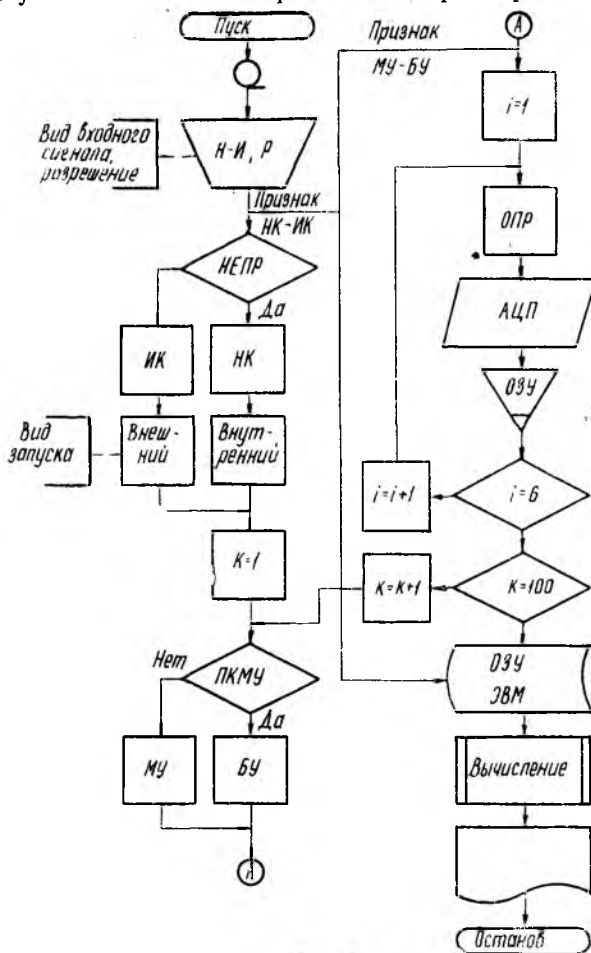 Пуск
Вид входного
сигнала,
разрешение
Н-И, Р
Признак
НК-ИК
НЕПР
Да
ИК
НК
Вид
запуска
Внеш-
ний
Внут-
ренний
К=1
Нет
ПКМУ
Да
МУ
БУ
Признак
МУ-БУ
А
i=1
ОПР
АЦП
ОЗУ
i=6
i=i+1
К=100
К=К+1
ОЗУ
ЭВМ
Вычисление
Останов